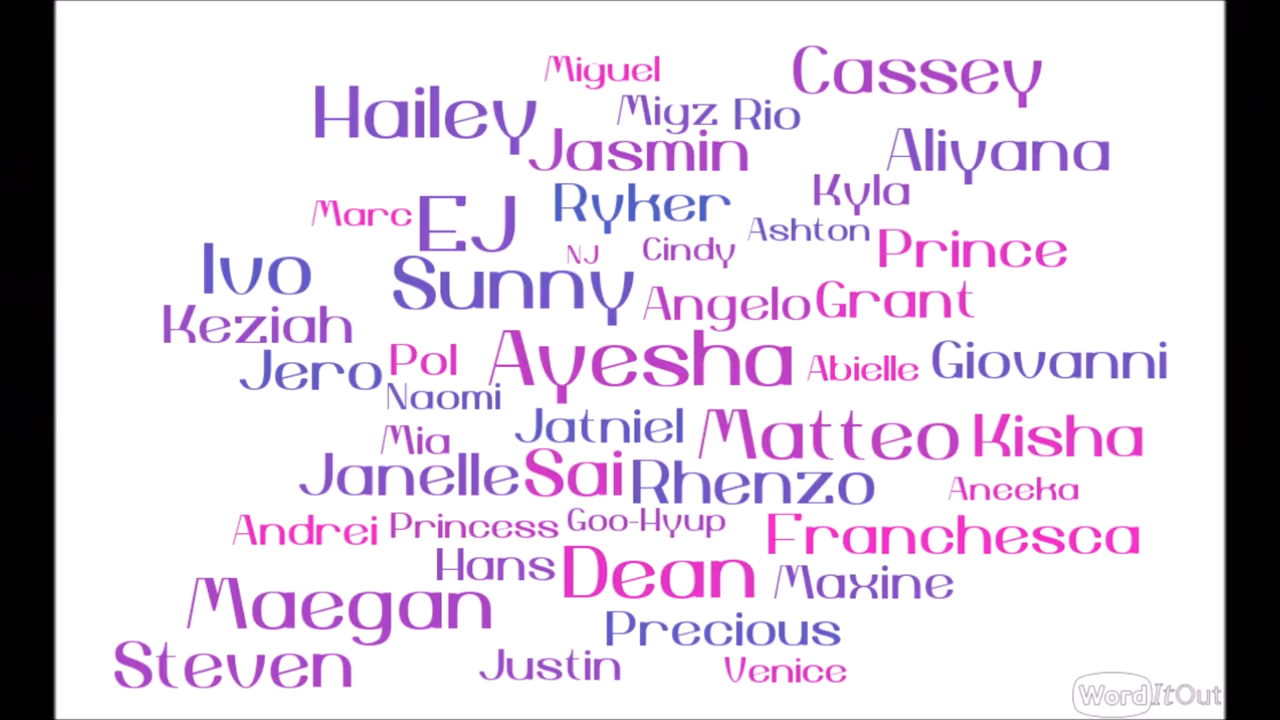 Miguel Cassey
Hailey Miyz Rio
Jasmin Aliyana
Marc EJ Ryker Kyla
NJ Cindy Ashton Prince
Ivo Sunny Angelo Grant
Keziah
Jero Pol Ayesha Abielle Giovanni
Naomi
Mia Jatniel Matteo Kisha
Janelle Sai Rhenzo Aneeka
Andrei Princess Goo-Hyup Franchesca
Hans Dean Maxine
Maegan
Precious
Steven Justin Venice
WordItOut